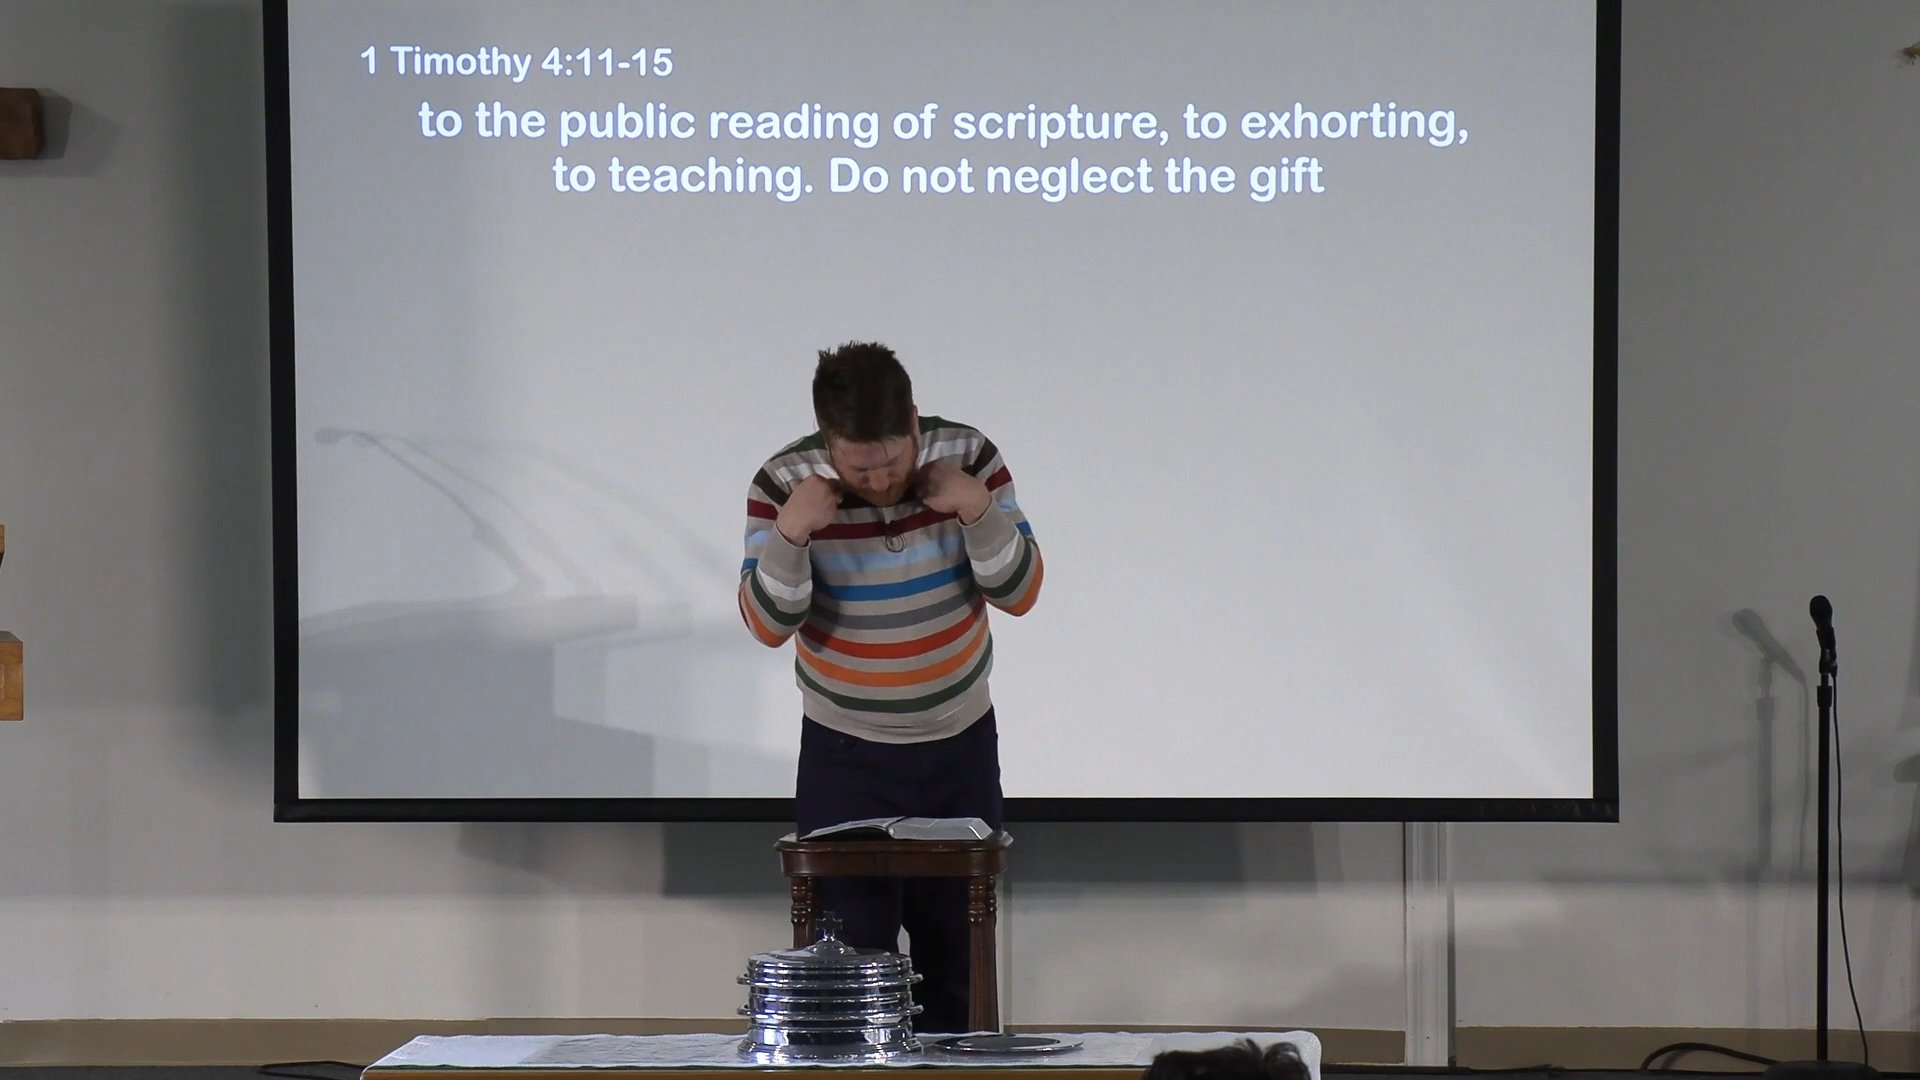 1 Timothy 4:11-15
to the public reading of scripture, to exhorting,
to teaching. Do not neglect the gift